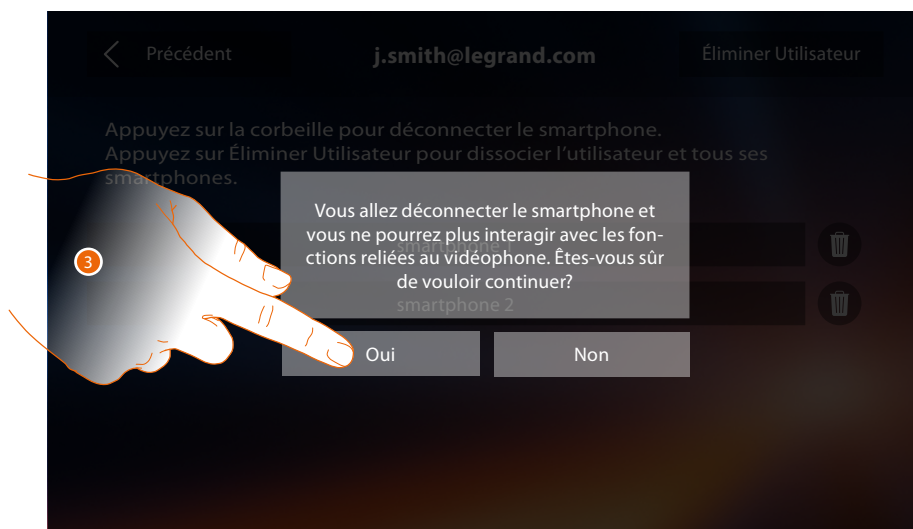 Précédent
j.smith@legrand.com
Éliminer Utilisateur
Appuyez sur la corbeille pour déconnecter le smartphone.
Appuyez sur Éliminer Utilisateur pour dissocier l’utilisateur et tous ses
smartphones.
Vous allez déconnecter le smartphone et
vous ne pourrez plus interagir avec les fon-
ctions reliées au vidéophone. Êtes-vous sûr
de vouloir continuer?
smartphone 1
smartphone 2
3
Oui
Non